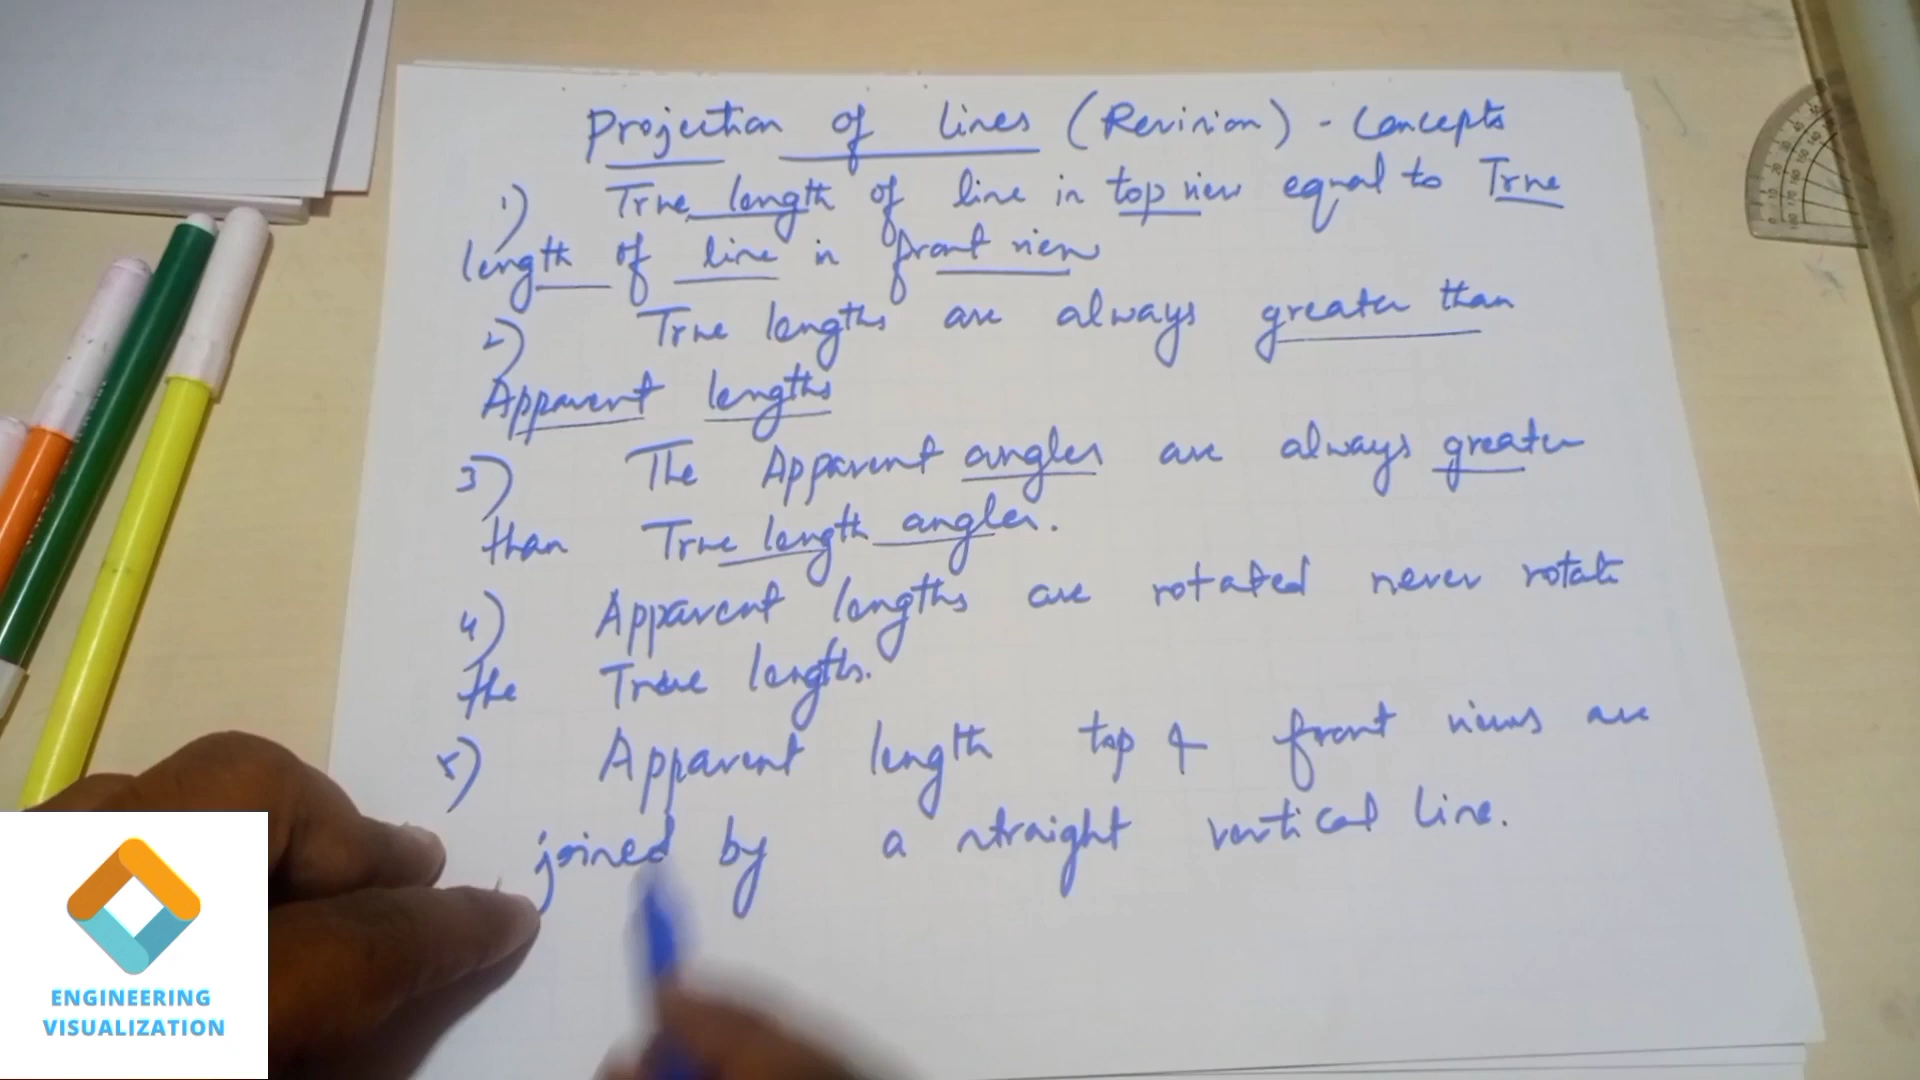 Projection of lines (Revision) - Concepts
1) True length of line in top view equal to True
length of line in front view
2) True lengths are always greater than
Apparent lengths
3) The Apparent angles are always greater
than True length angles.
4) Apparent lengths are rotated never rotate
the True lengths.
5) Apparent length top & front views are
joined by a straight vertical line.
ENGINEERING
VISUALIZATION